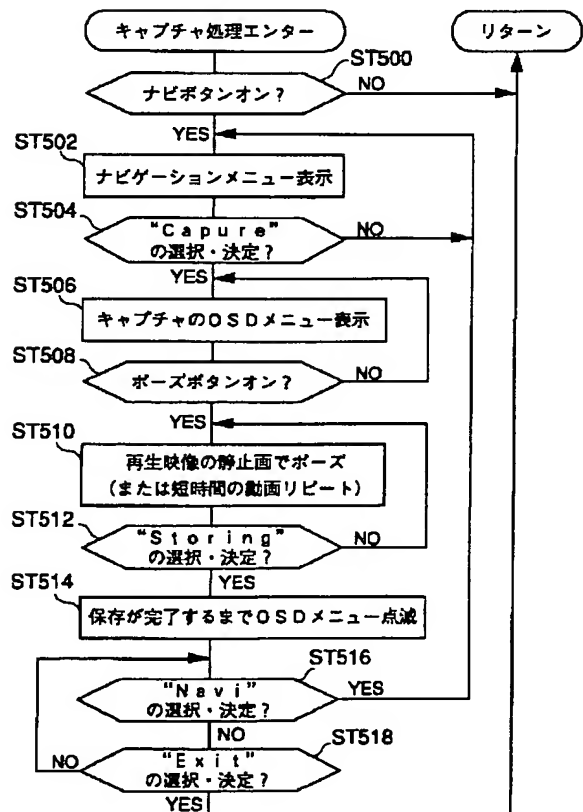 キャプチャ処理エンター
リターン
ST500
ナビボタンオン？
NO
YES
ST502
ナビゲーションメニュー表示
ST504
“Capure”
の選択・決定？
NO
YES
ST506
キャプチャのOSDメニュー表示
ST508
ポーズボタンオン？
NO
YES
ST510
再生映像の静止画でポーズ
（または短時間の動画リピート）
ST512
“Storing”
の選択・決定？
NO
YES
ST514
保存が完了するまでOSDメニュー点滅
ST516
“Navi”
の選択・決定？
YES
NO
ST518
“Exit”
の選択・決定？
NO
YES